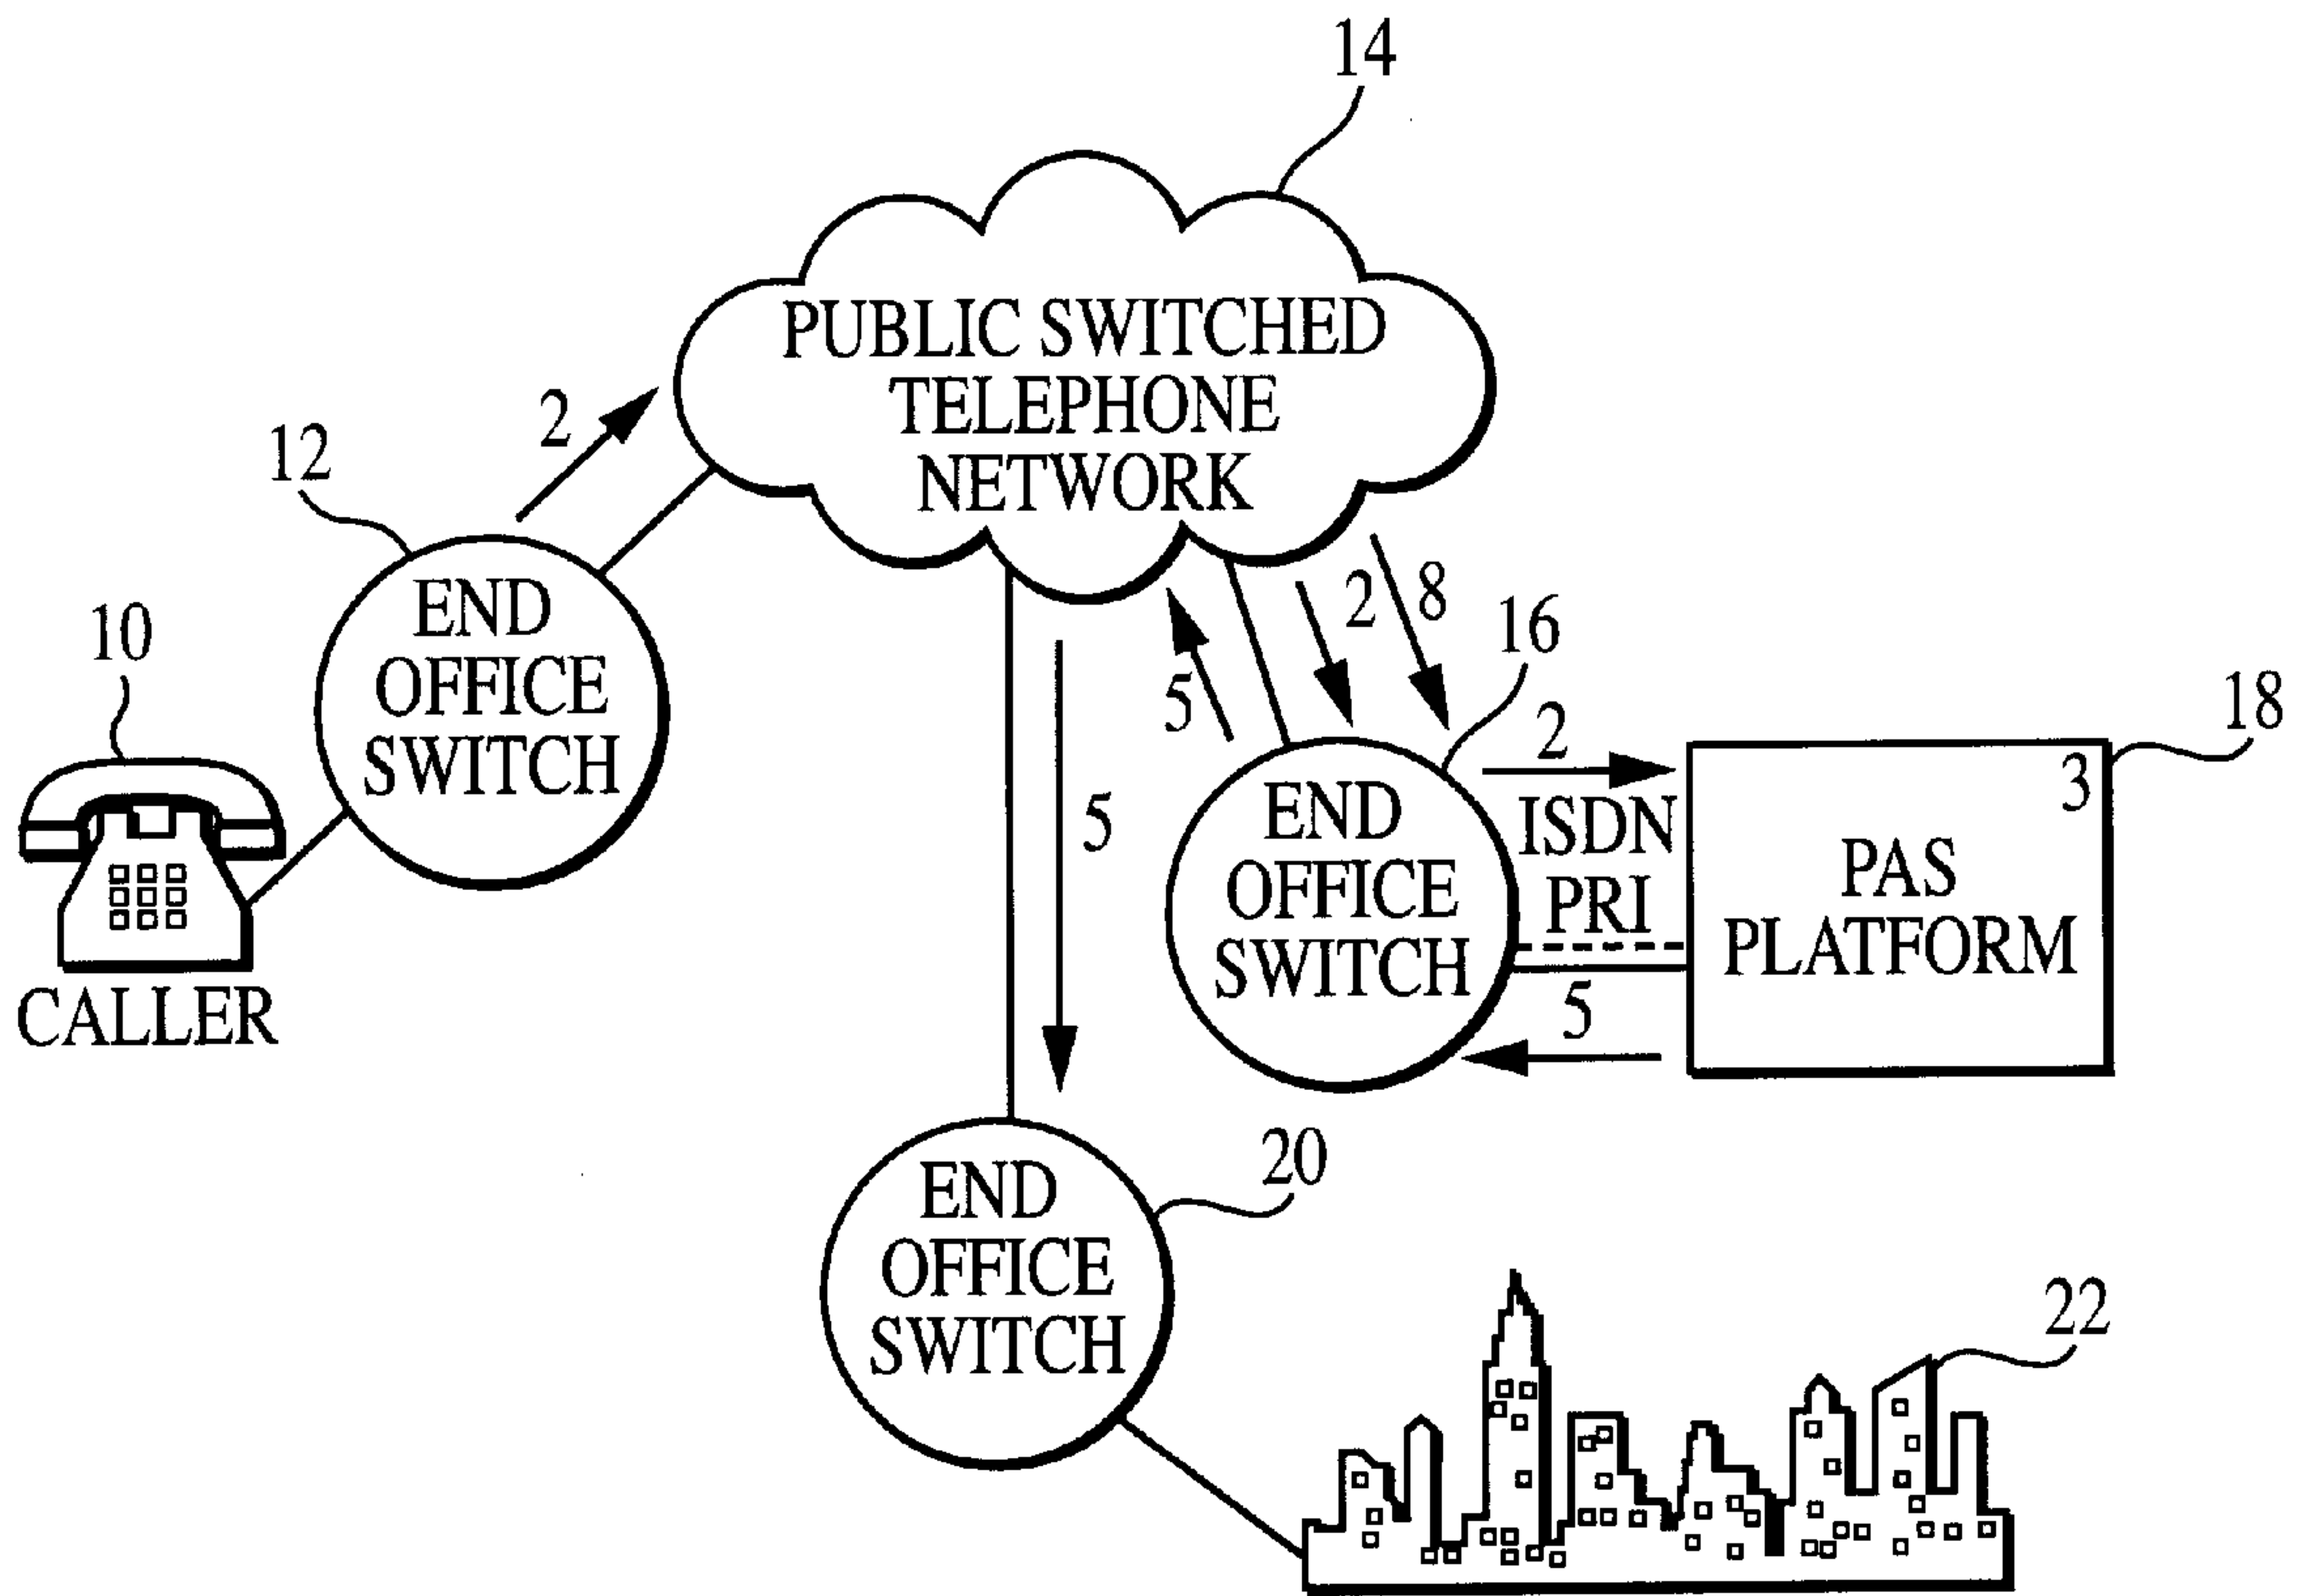 14
PUBLIC SWITCHED
TELEPHONE
NETWORK
2
12
END
OFFICE
SWITCH
10
CALLER
5
5
2
8
16
END
OFFICE
SWITCH
2
ISDN
PRI
5
18
3
PAS
PLATFORM
20
END
OFFICE
SWITCH
22